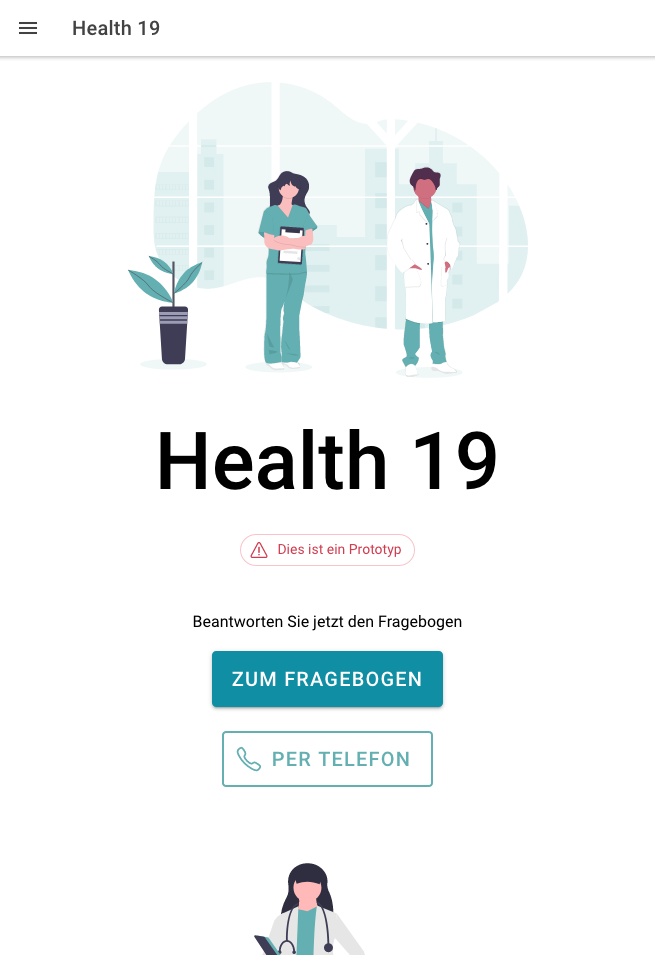 Health 19
Health 19
Dies ist ein Prototyp
Beantworten Sie jetzt den Fragebogen
ZUM FRAGEBOGEN
PER TELEFON